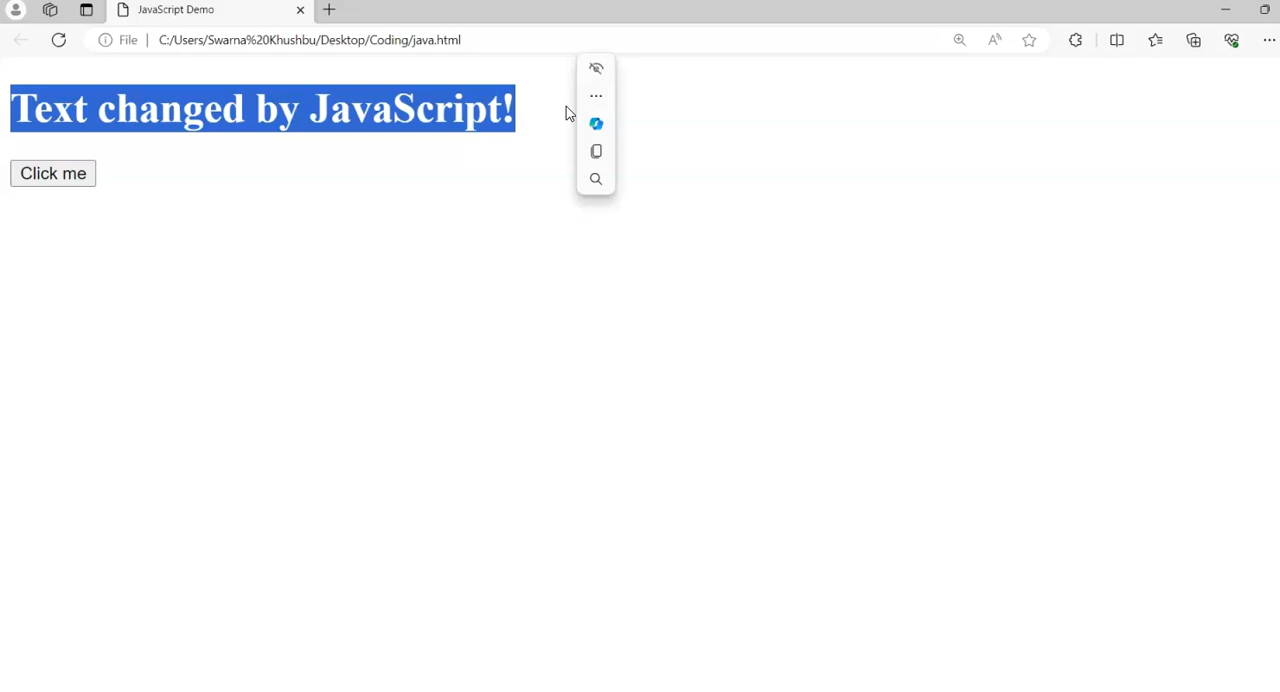 JavaScript Demo
File
C:/Users/Swarna%20Khushbu/Desktop/Coding/java.html
Text changed by JavaScript!
Click me